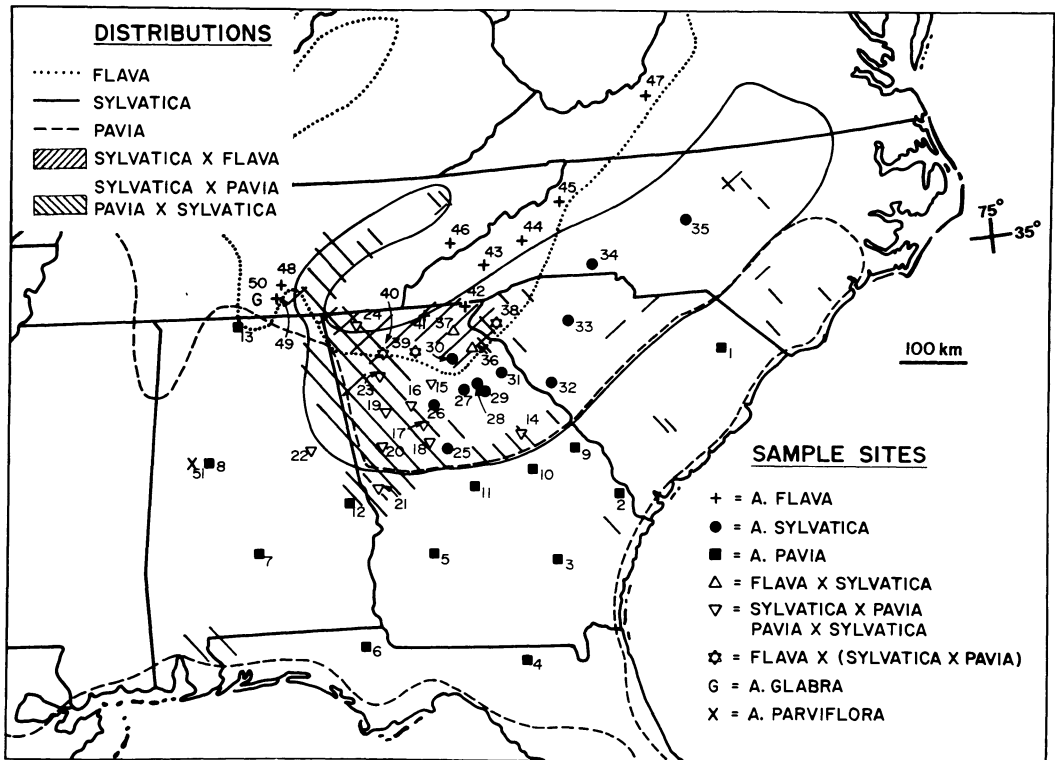 DISTRIBUTIONS
FLAVA
SYLVATICA
PAVIA
SYLVATICA X FLAVA
SYLVATICA X PAVIA
PAVIA X SYLVATICA
47
45
46
44
43
35
34
75°
35°
48
50
G
49
13
40
42
24
41
37
38
39
30
36
33
1
100 km
23
16
15
31
32
27
29
28
19
26
17
14
22
20
18
25
9
X
51
8
10
11
2
12
21
7
5
3
6
4
SAMPLE SITES
+ = A. FLAVA
● = A. SYLVATICA
■ = A. PAVIA
△ = FLAVA X SYLVATICA
▽ = SYLVATICA X PAVIA
PAVIA X SYLVATICA
✡ = FLAVA X (SYLVATICA X PAVIA)
G = A. GLABRA
X = A. PARVIFLORA